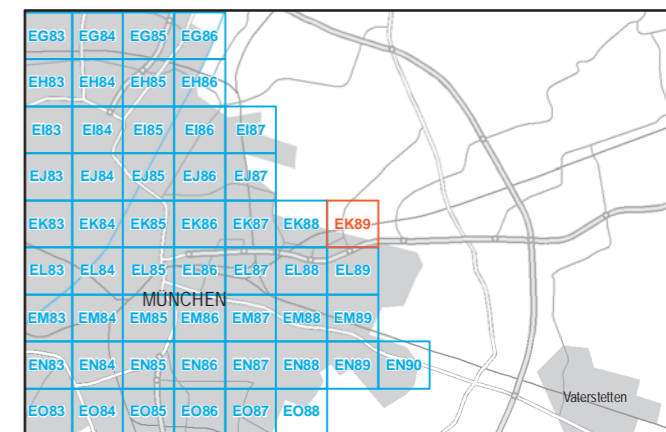 EG83 EG84 EG85 EG86
EH83 EH84 EH85 EH86
EI83 EI84 EI85 EI86 EI87
EJ83 EJ84 EJ85 EJ86 EJ87
EK83 EK84 EK85 EK86 EK87 EK88 EK89
EL83 EL84 EL85 EL86 EL87 EL88 EL89
MÜNCHEN
EM83 EM84 EM85 EM86 EM87 EM88 EM89
EN83 EN84 EN85 EN86 EN87 EN88 EN89 EN90
Vaterstetten
EO83 EO84 EO85 EO86 EO87 EO88